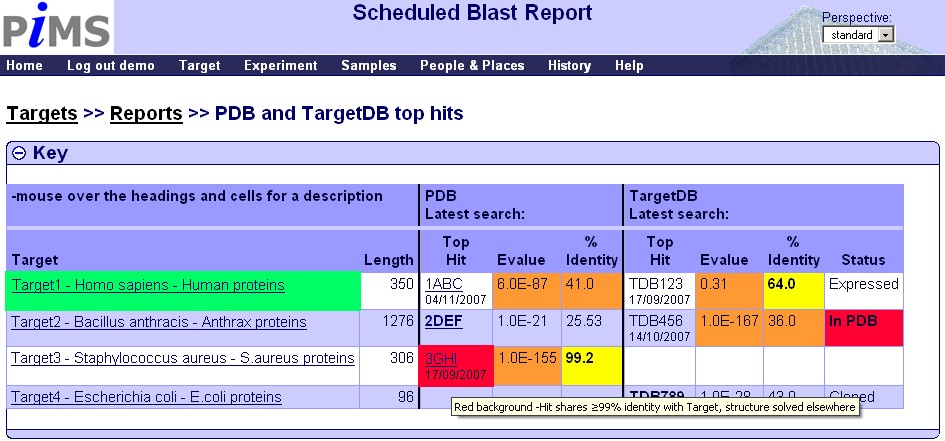 PiMS
Scheduled Blast Report
Perspective:
standard
Home Log out demo Target Experiment Samples People & Places History Help
Targets >> Reports >> PDB and TargetDB top hits
Key
-mouse over the headings and cells for a description
PDB
Latest search:
TargetDB
Latest search:
Target Length Top Hit Evalue % Identity Top Hit Evalue % Identity Status
Target1 - Homo sapiens - Human proteins 350 1ABC 6.0E-87 41.0 TDB123 0.31 64.0 Expressed
04/11/2007 17/09/2007
Target2 - Bacillus anthracis - Anthrax proteins 1276 2DEF 1.0E-21 25.53 TDB456 1.0E-167 36.0 In PDB
14/10/2007
Target3 - Staphylococcus aureus - S.aureus proteins 306 3GHI 1.0E-155 99.2
17/09/2007
Target4 - Escherichia coli - E.coli proteins 96 TDB789 1.0E-28 43.0 Cloned
Red background -Hit shares ≥99% identity with Target, structure solved elsewhere